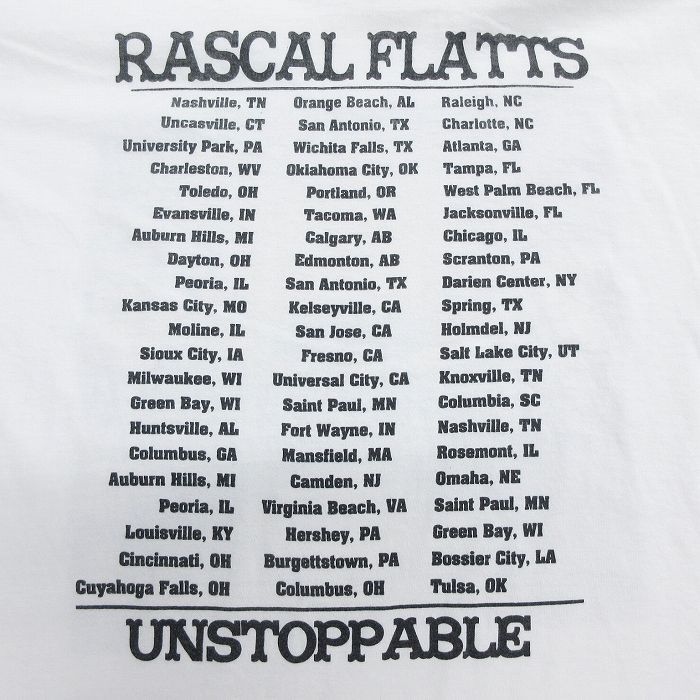 RASCAL FLATTS
Nashville, TN
Uncasville, CT
University Park, PA
Charleston, WV
Toledo, OH
Evansville, IN
Auburn Hills, MI
Dayton, OH
Peoria, IL
Kansas City, MO
Moline, IL
Sioux City, IA
Milwaukee, WI
Green Bay, WI
Huntsville, AL
Columbus, GA
Auburn Hills, MI
Peoria, IL
Louisville, KY
Cincinnati, OH
Cuyahoga Falls, OH
Orange Beach, AL
San Antonio, TX
Wichita Falls, TX
Oklahoma City, OK
Portland, OR
Tacoma, WA
Calgary, AB
Edmonton, AB
San Antonio, TX
Kelseyville, CA
San Jose, CA
Fresno, CA
Universal City, CA
Saint Paul, MN
Fort Wayne, IN
Mansfield, MA
Camden, NJ
Virginia Beach, VA
Hershey, PA
Burgettstown, PA
Columbus, OH
Raleigh, NC
Charlotte, NC
Atlanta, GA
Tampa, FL
West Palm Beach, FL
Jacksonville, FL
Chicago, IL
Scranton, PA
Darien Center, NY
Spring, TX
Holmdel, NJ
Salt Lake City, UT
Knoxville, TN
Columbia, SC
Nashville, TN
Rosemont, IL
Omaha, NE
Saint Paul, MN
Green Bay, WI
Bossier City, LA
Tulsa, OK
UNSTOPPABLE